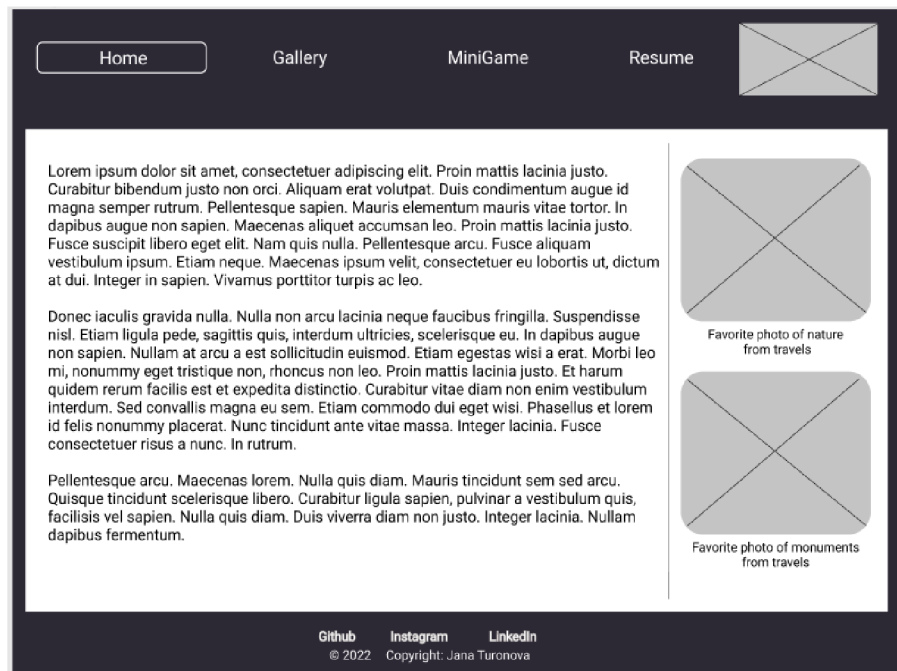 Home
Gallery
MiniGame
Resume
Lorem ipsum dolor sit amet, consectetuer adipiscing elit. Proin mattis lacinia justo.
Curabitur bibendum justo non orci. Aliquam erat volutpat. Duis condimentum augue id
magna semper rutrum. Pellentesque sapien. Mauris elementum mauris vitae tortor. In
dapibus augue non sapien. Maecenas aliquet accumsan leo. Proin mattis lacinia justo.
Fusce suscipit libero eget elit. Nam quis nulla. Pellentesque arcu. Fusce aliquam
vestibulum ipsum. Etiam neque. Maecenas ipsum velit, consectetuer eu lobortis ut, dictum
at dui. Integer in sapien. Vivamus porttitor turpis ac leo.
Donec iaculis gravida nulla. Nulla non arcu lacinia neque faucibus fringilla. Suspendisse
nisl. Etiam ligula pede, sagittis quis, interdum ultricies, scelerisque eu. In dapibus augue
non sapien. Nullam at arcu a est sollicitudin euismod. Etiam egestas wisi a erat. Morbi leo
mi, nonummy eget tristique non, rhoncus non leo. Proin mattis lacinia justo. Et harum
quidem rerum facilis est et expedita distinctio. Curabitur vitae diam non enim vestibulum
interdum. Sed convallis magna eu sem. Etiam commodo dui eget wisi. Phasellus et lorem
id felis nonummy placerat. Nunc tincidunt ante vitae massa. Integer lacinia. Fusce
consectetuer risus a nunc. In rutrum.
Pellentesque arcu. Maecenas lorem. Nulla quis diam. Mauris tincidunt sem sed arcu.
Quisque tincidunt scelerisque libero. Curabitur ligula sapien, pulvinar a vestibulum quis,
facilisis vel sapien. Nulla quis diam. Duis viverra diam non justo. Integer lacinia. Nullam
dapibus fermentum.
Favorite photo of nature
from travels
Favorite photo of monuments
from travels
Github Instagram LinkedIn
© 2022 Copyright: Jana Turonova